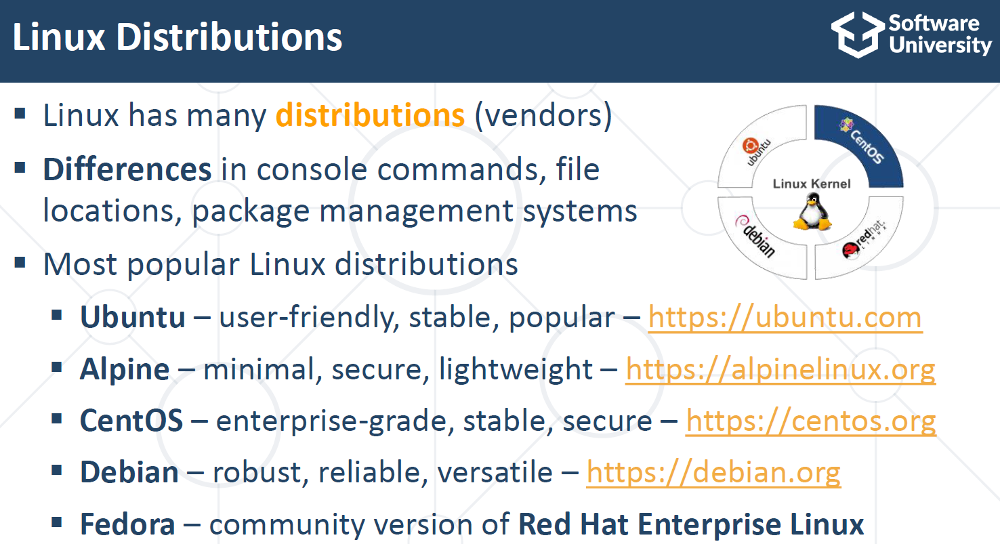 Linux Distributions
Software
University
▪ Linux has many distributions (vendors)
▪ Differences in console commands, file
locations, package management systems
▪ Most popular Linux distributions
▪ Ubuntu – user-friendly, stable, popular – https://ubuntu.com
▪ Alpine – minimal, secure, lightweight – https://alpinelinux.org
▪ CentOS – enterprise-grade, stable, secure – https://centos.org
▪ Debian – robust, reliable, versatile – https://debian.org
▪ Fedora – community version of Red Hat Enterprise Linux
ubuntu
CentOS
Linux Kernel
debian
redhat.
LINUX